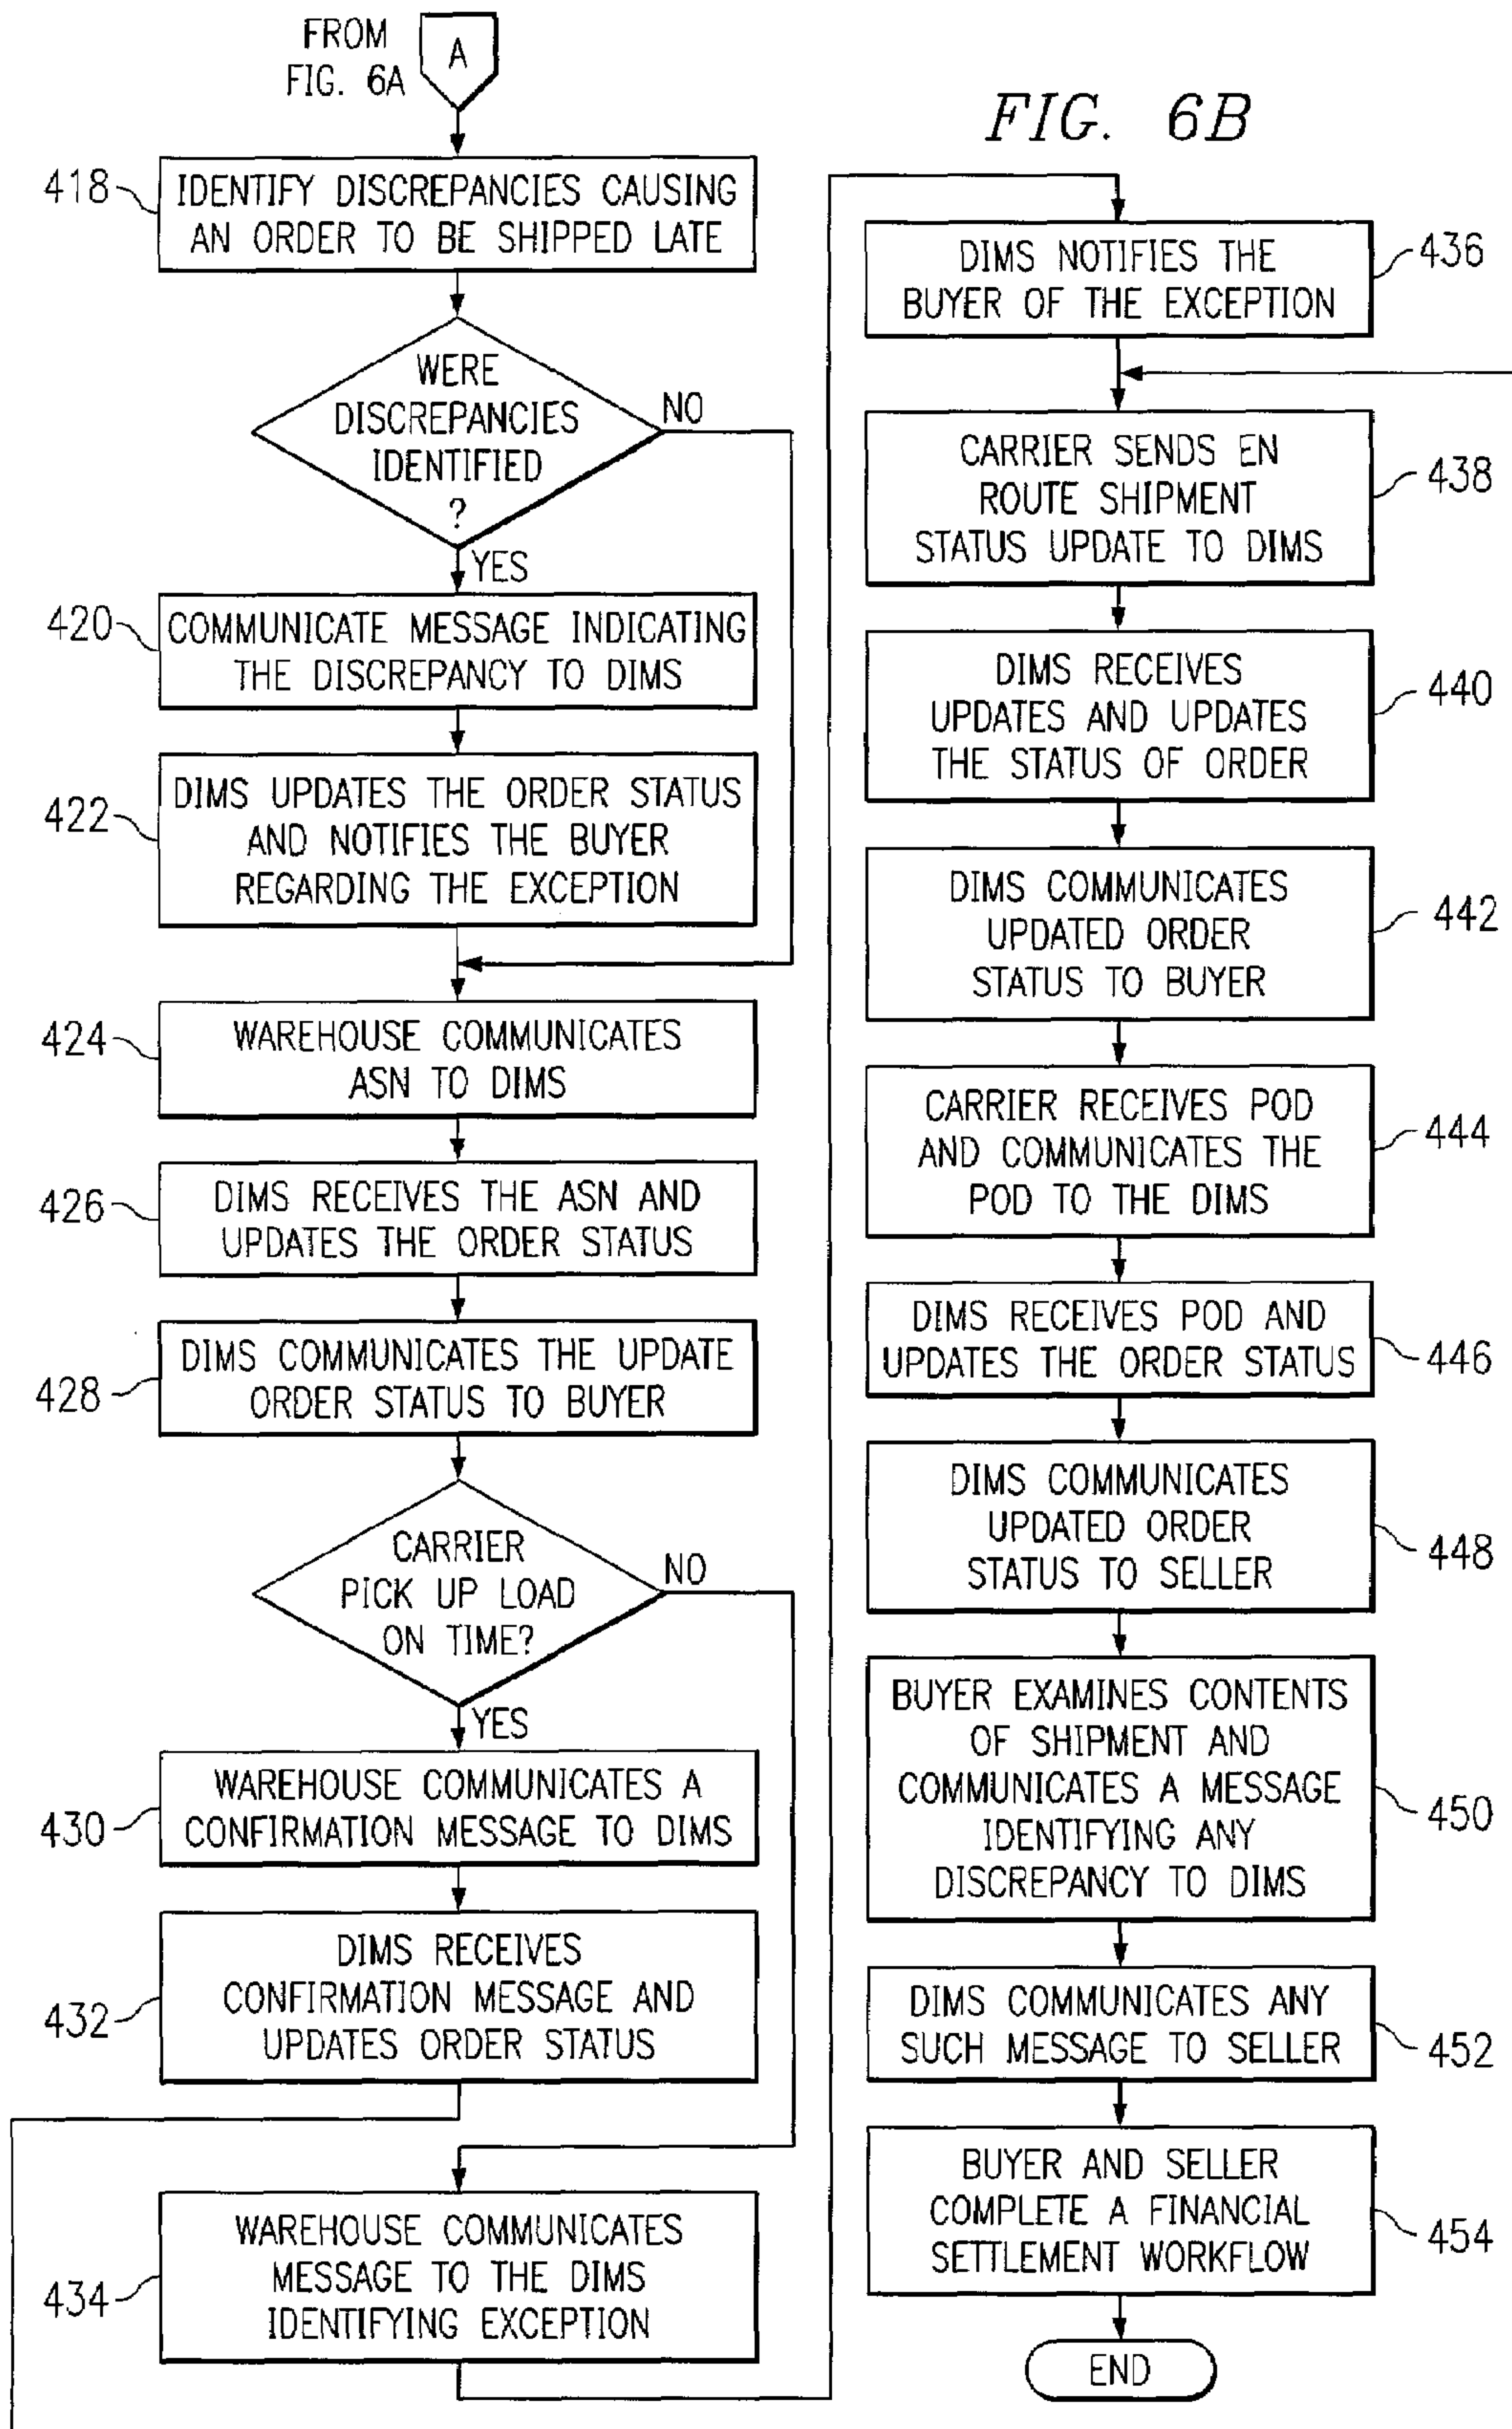 FROM
FIG. 6A
A
FIG. 6B
418
IDENTIFY DISCREPANCIES CAUSING
AN ORDER TO BE SHIPPED LATE
WERE
DISCREPANCIES
IDENTIFIED
?
NO
YES
420
COMMUNICATE MESSAGE INDICATING
THE DISCREPANCY TO DIMS
422
DIMS UPDATES THE ORDER STATUS
AND NOTIFIES THE BUYER
REGARDING THE EXCEPTION
424
WAREHOUSE COMMUNICATES
ASN TO DIMS
426
DIMS RECEIVES THE ASN AND
UPDATES THE ORDER STATUS
428
DIMS COMMUNICATES THE UPDATE
ORDER STATUS TO BUYER
CARRIER
PICK UP LOAD
ON TIME?
NO
YES
430
WAREHOUSE COMMUNICATES A
CONFIRMATION MESSAGE TO DIMS
432
DIMS RECEIVES
CONFIRMATION MESSAGE AND
UPDATES ORDER STATUS
434
WAREHOUSE COMMUNICATES
MESSAGE TO THE DIMS
IDENTIFYING EXCEPTION
DIMS NOTIFIES THE
BUYER OF THE EXCEPTION
436
CARRIER SENDS EN
ROUTE SHIPMENT
STATUS UPDATE TO DIMS
438
DIMS RECEIVES
UPDATES AND UPDATES
THE STATUS OF ORDER
440
DIMS COMMUNICATES
UPDATED ORDER
STATUS TO BUYER
442
CARRIER RECEIVES POD
AND COMMUNICATES THE
POD TO THE DIMS
444
DIMS RECEIVES POD AND
UPDATES THE ORDER STATUS
446
DIMS COMMUNICATES
UPDATED ORDER
STATUS TO SELLER
448
BUYER EXAMINES CONTENTS
OF SHIPMENT AND
COMMUNICATES A MESSAGE
IDENTIFYING ANY
DISCREPANCY TO DIMS
450
DIMS COMMUNICATES ANY
SUCH MESSAGE TO SELLER
452
BUYER AND SELLER
COMPLETE A FINANCIAL
SETTLEMENT WORKFLOW
454
END